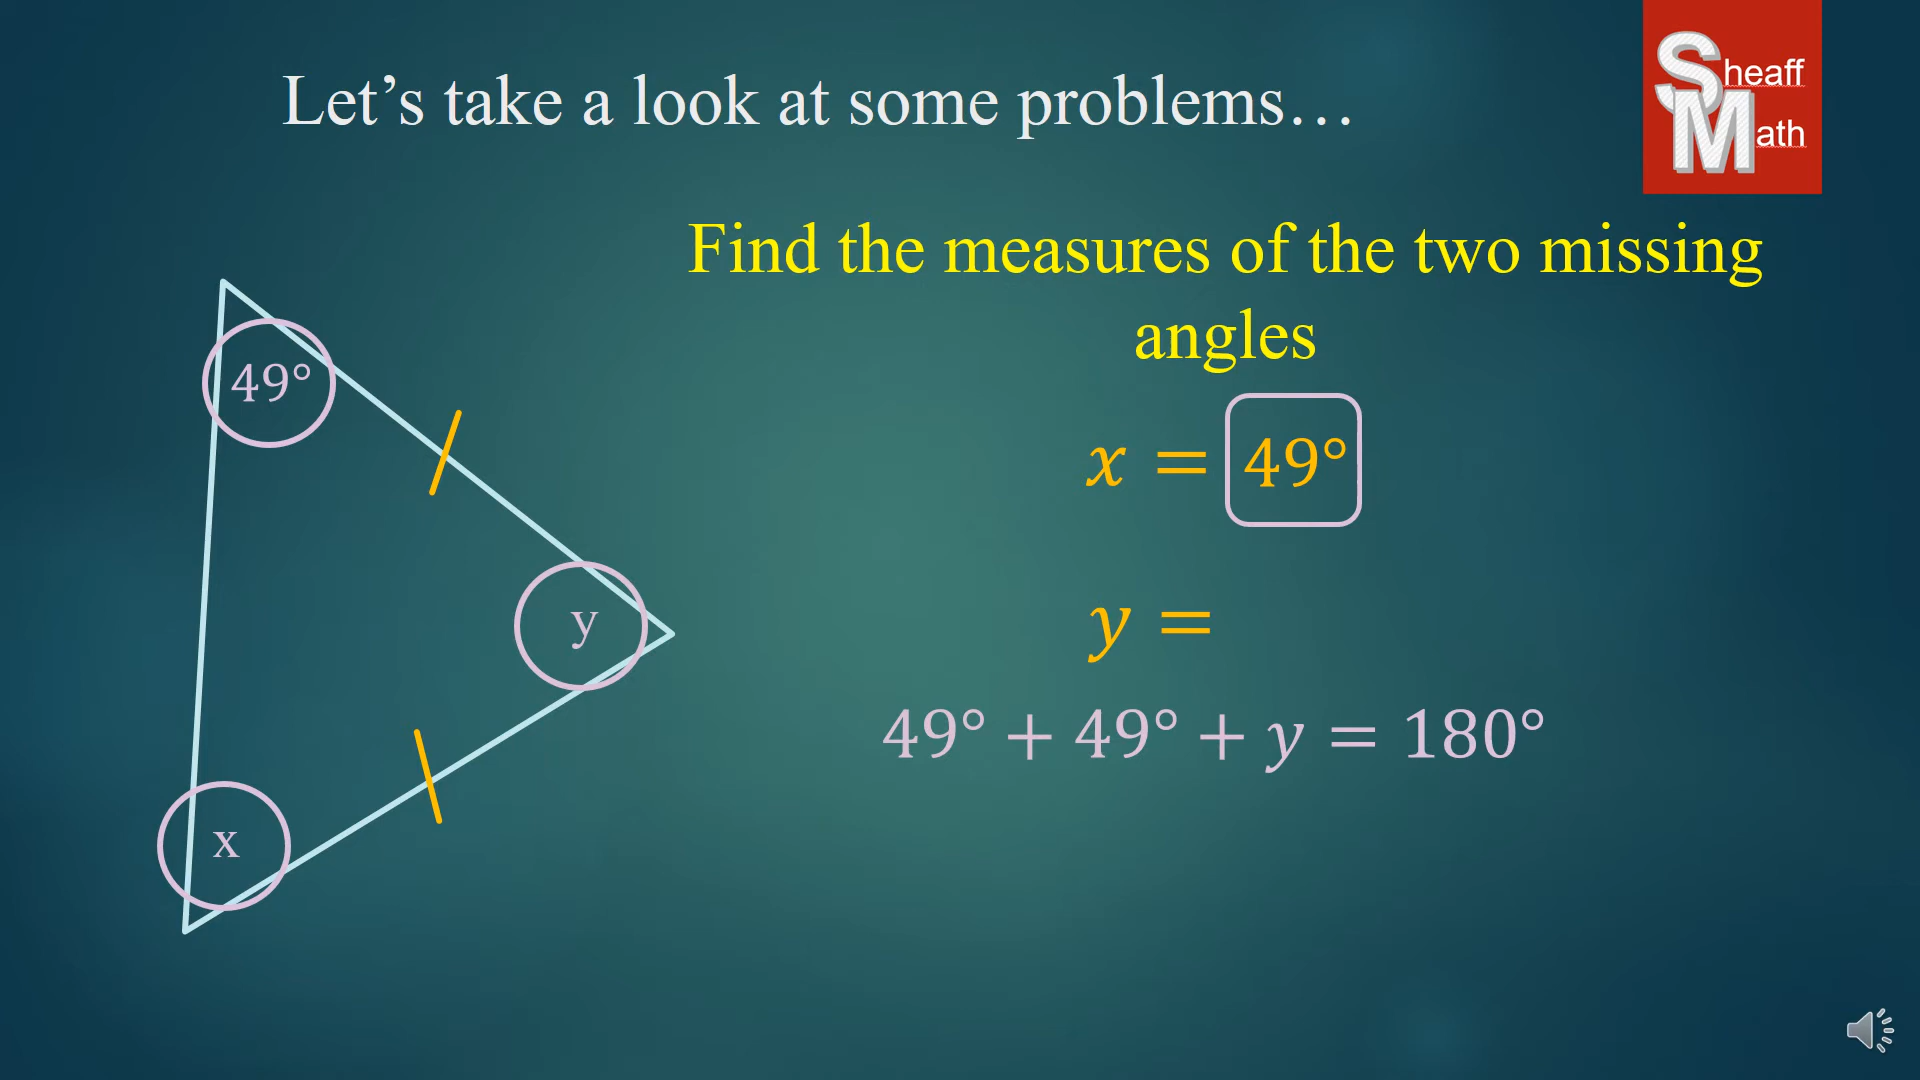 Let’s take a look at some problems…
Sheaff
Math
Find the measures of the two missing
angles
49°
x = 49°
y
y =
49° + 49° + y = 180°
x